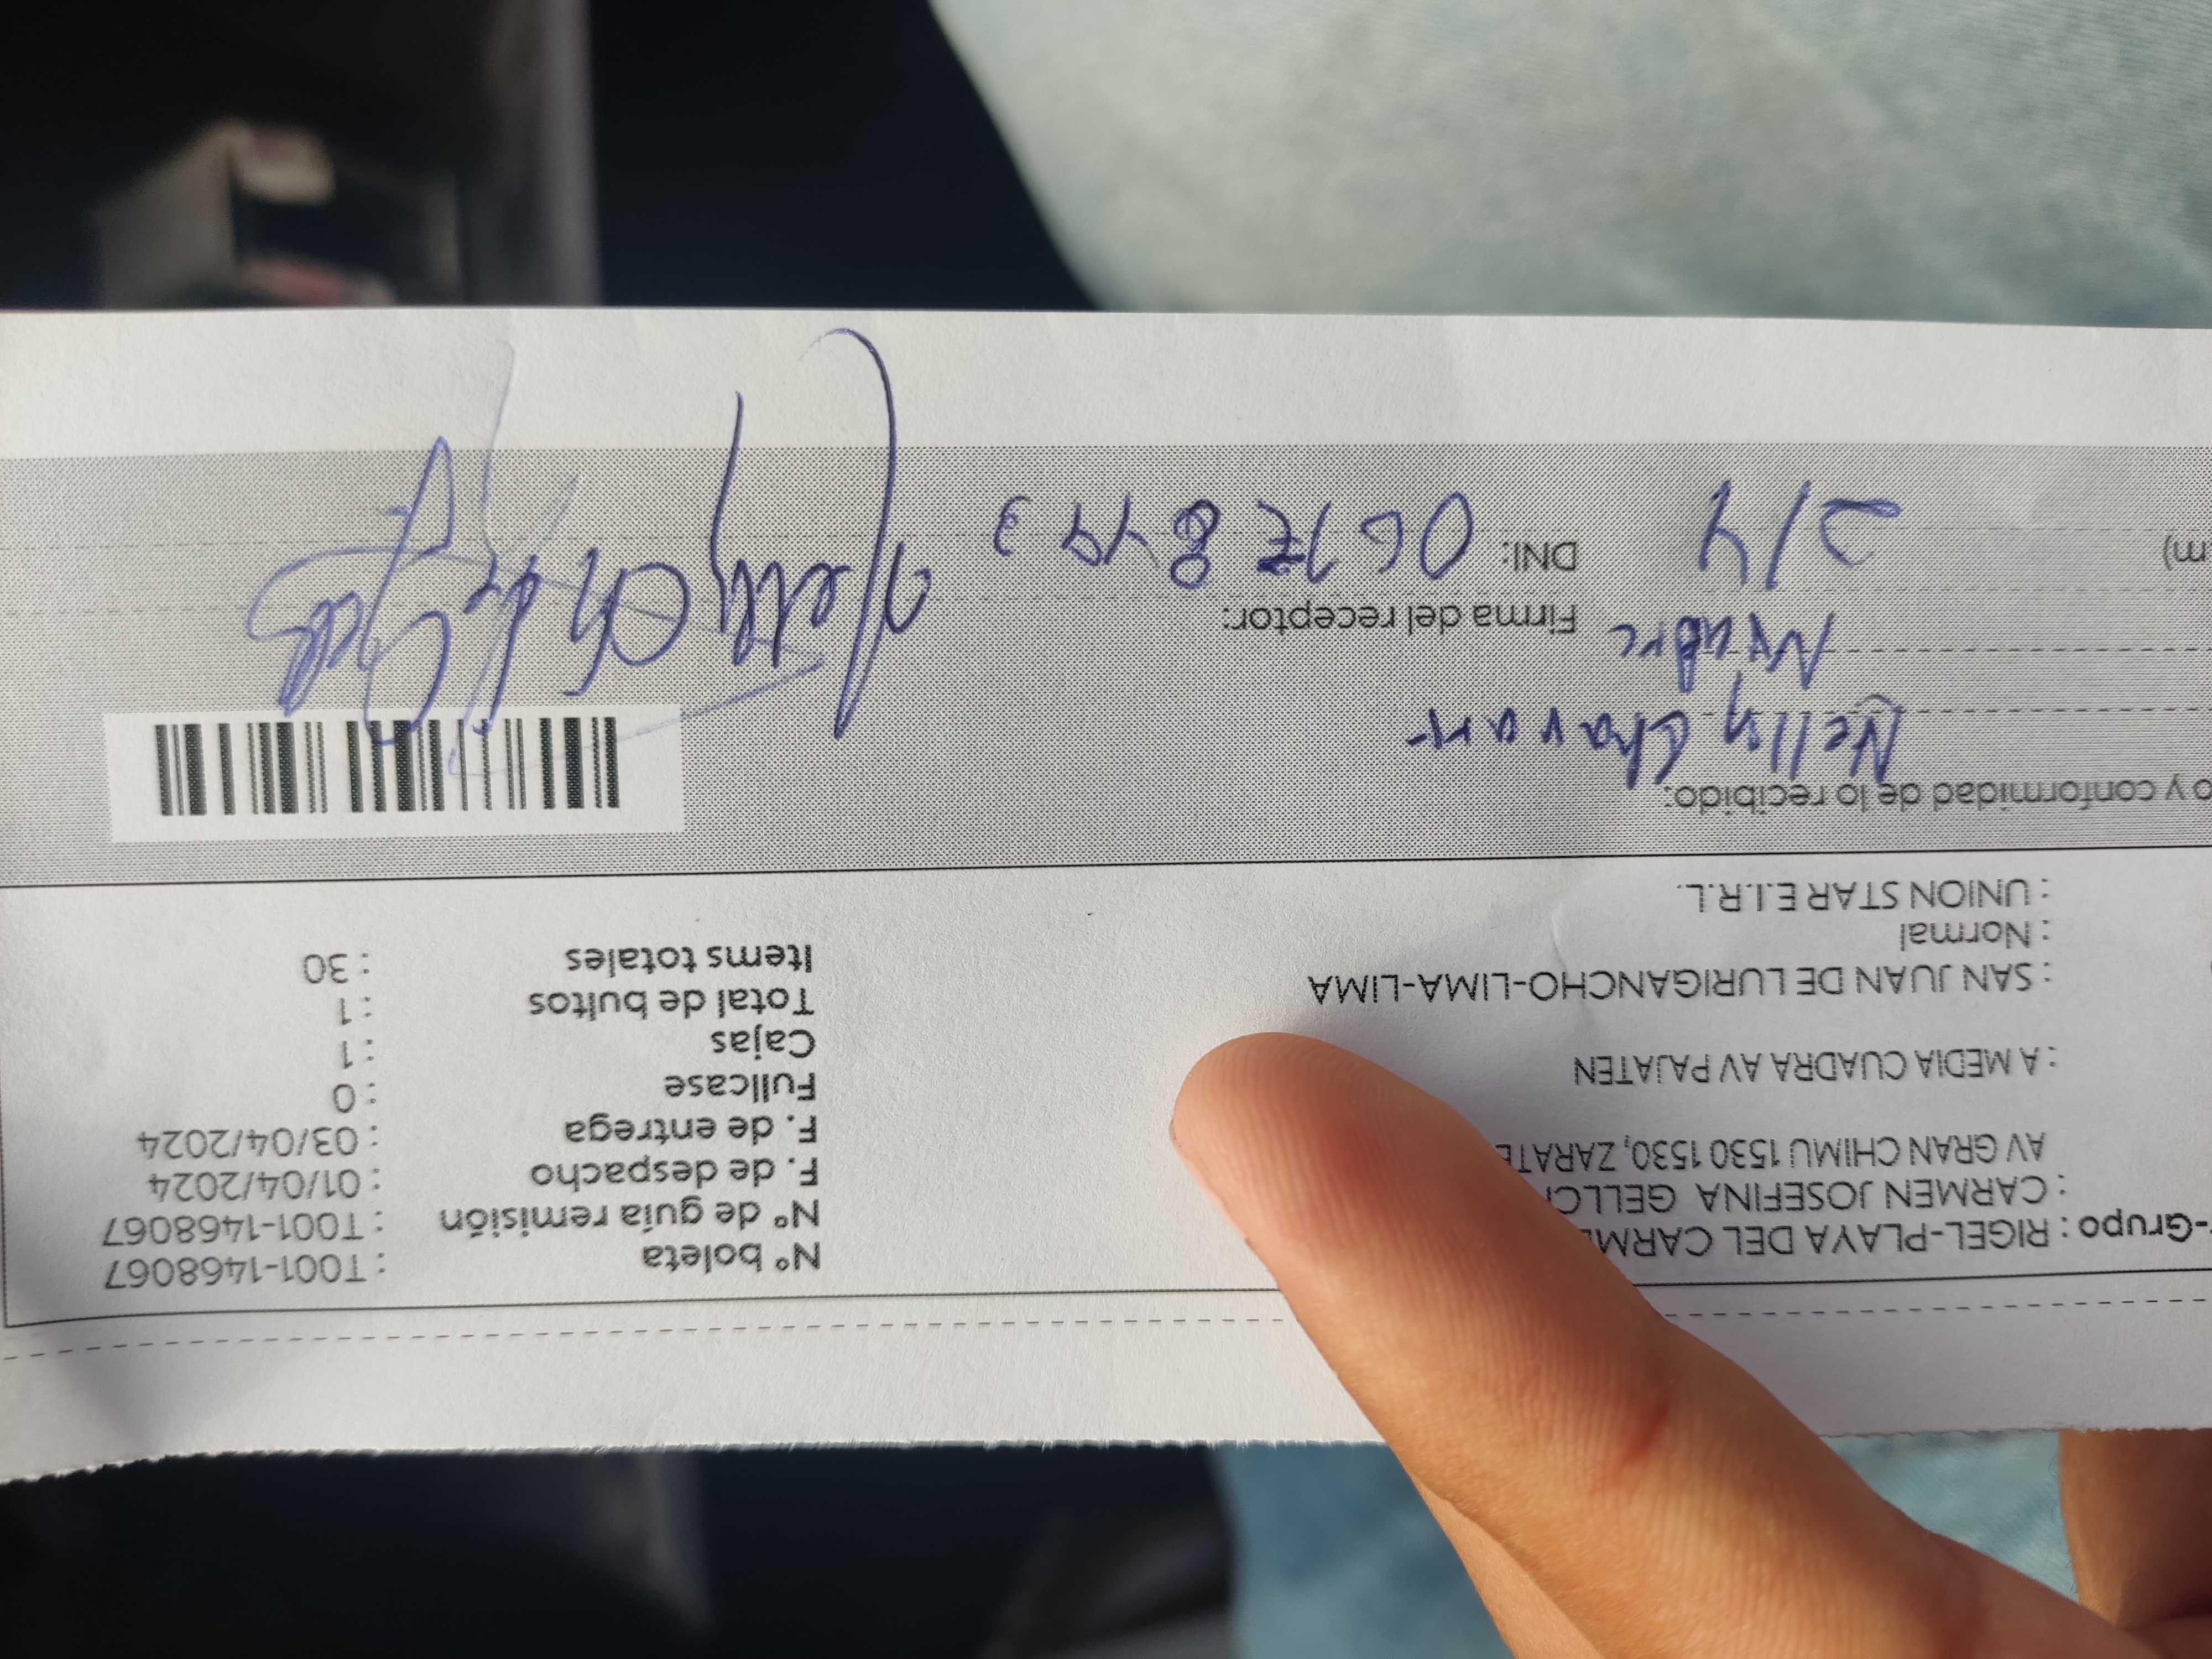 -Grupo : RIGEL-PLAYA DEL CARME
: CARMEN JOSEFINA GELLC
AV GRAN CHIMU 1530 1530, ZARATE
: A MEDIA CUADRA AV PAJATEN
: SAN JUAN DE LURIGANCHO-LIMA-LIMA
: Normal
: UNION STAR E.I.R.L.
N° boleta : T001-1468067
N° de guía remisión : T001-1468067
F. de despacho : 01/04/2024
F. de entrega : 03/04/2024
Fullcase : 0
Cajas : 1
Total de bultos : 1
Items totales : 30
o y conformidad de lo recibido:
Nelly
Firma del receptor:
m) 2/4
DNI: